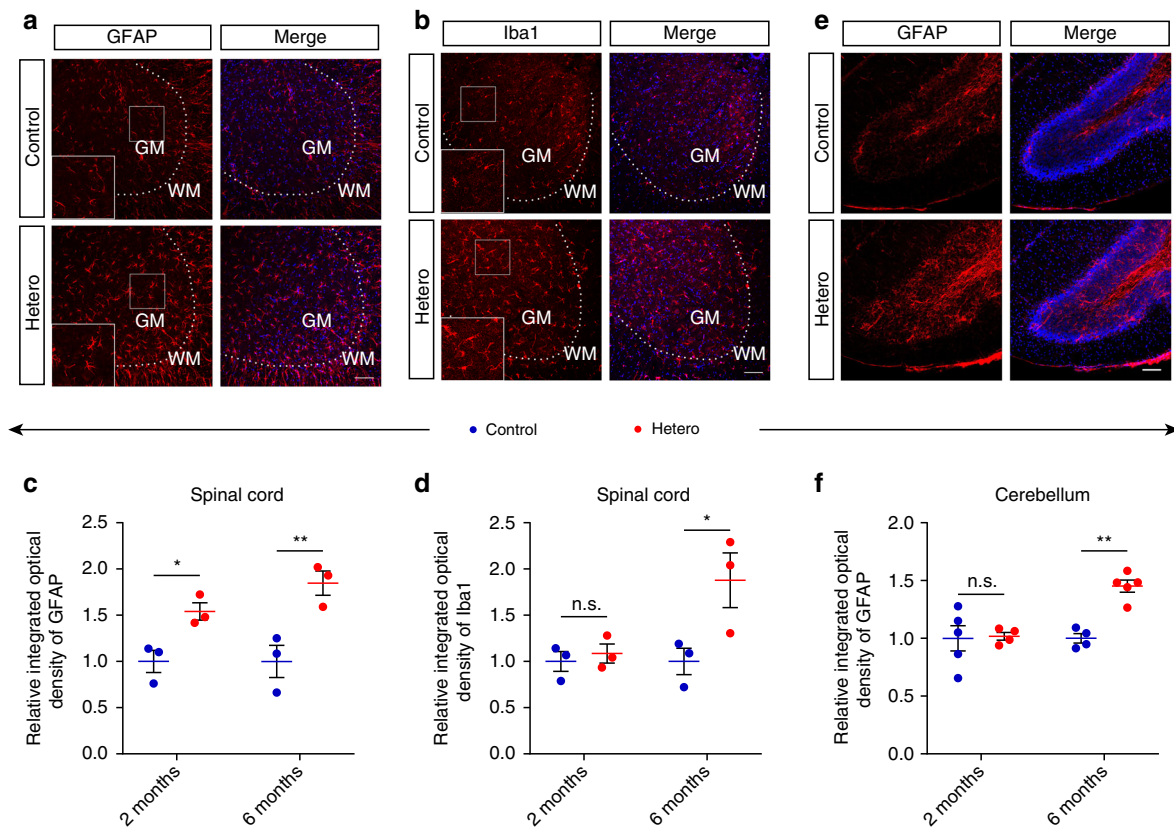 a
GFAP
Merge
Control
GM
WM
WM
Hetero
GM
WM
GM
WM
b
Iba1
Merge
Control
GM
WM
GM
WM
Hetero
GM
WM
GM
WM
e
GFAP
Merge
Control
Hetero
Control
Hetero
c
Spinal cord
Relative integrated optical
density of GFAP
2.5
2.0
1.5
1.0
0.5
0.0
*
**
2 months
6 months
d
Spinal cord
Relative integrated optical
density of Iba1
2.5
2.0
1.5
1.0
0.5
0.0
n.s.
*
2 months
6 months
f
Cerebellum
Relative integrated optical
density of GFAP
2.0
1.5
1.0
0.5
0.0
n.s.
**
2 months
6 months